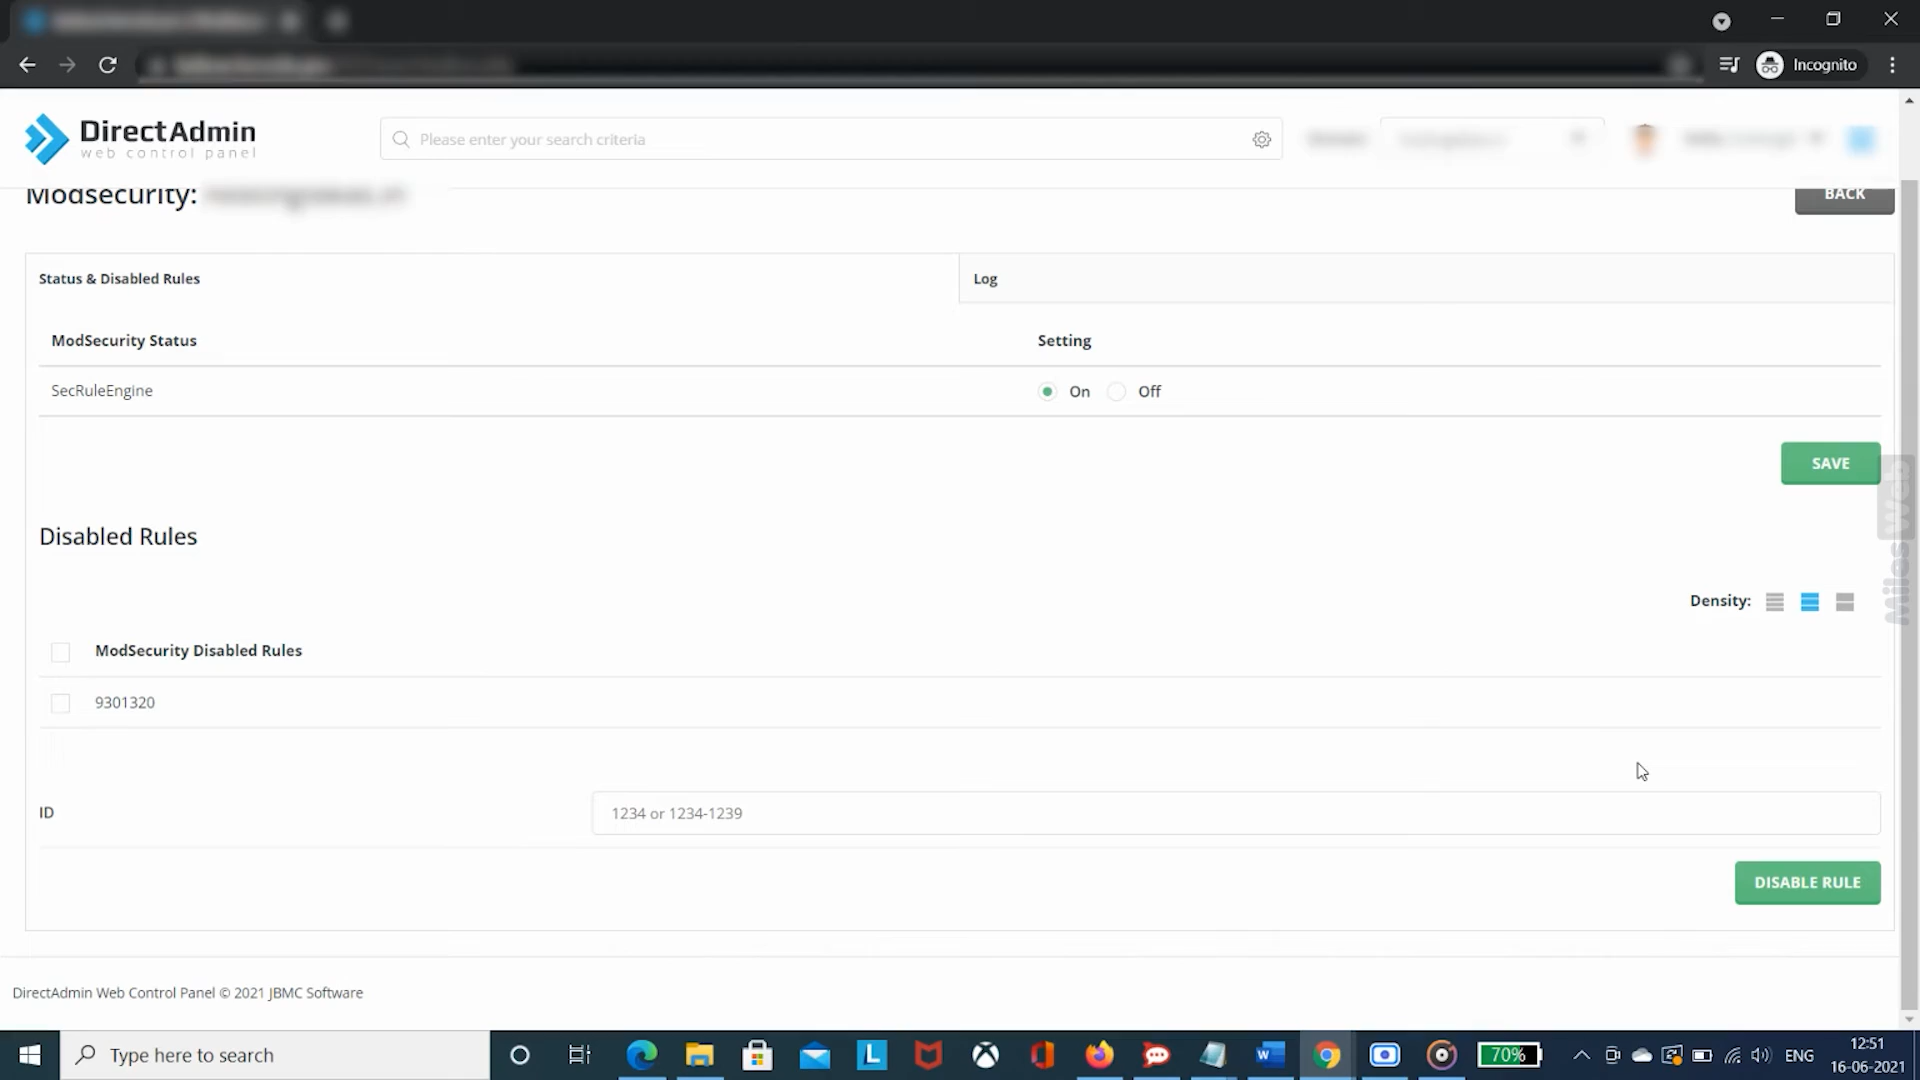 Incognito
DirectAdmin
web control panel
Please enter your search criteria
Modsecurity:
BACK
Status & Disabled Rules
Log
ModSecurity Status
Setting
SecRuleEngine
On
Off
SAVE
MilesWeb
Disabled Rules
Density:
ModSecurity Disabled Rules
9301320
ID
1234 or 1234-1239
DISABLE RULE
DirectAdmin Web Control Panel © 2021 JBMC Software
Type here to search
L
W
70%
ENG
12:51
16-06-2021